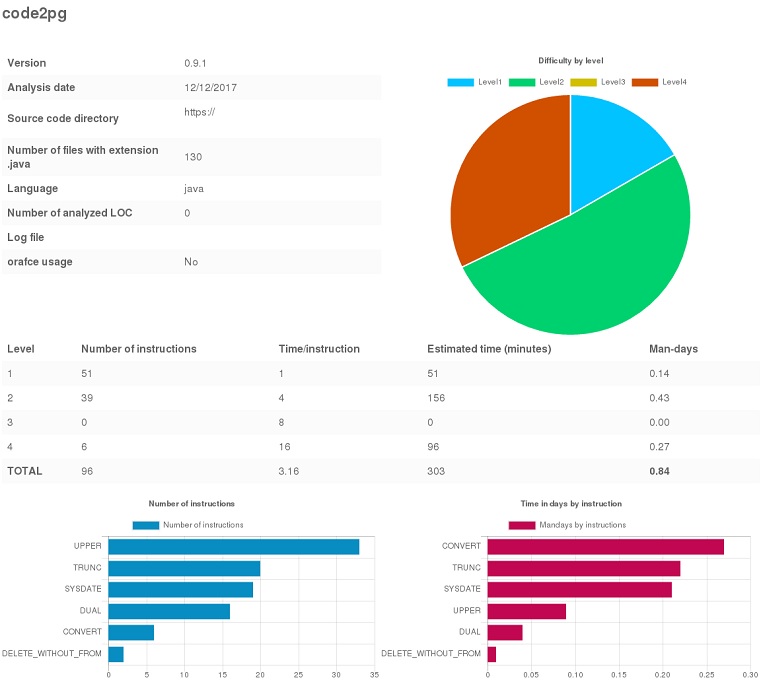 code2pg
Version 0.9.1
Analysis date 12/12/2017
Source code directory https://
Number of files with extension
.java 130
Language java
Number of analyzed LOC 0
Log file
orafce usage No
Difficulty by level
Level1 Level2 Level3 Level4
Level Number of instructions Time/instruction Estimated time (minutes) Man-days
1 51 1 51 0.14
2 39 4 156 0.43
3 0 8 0 0.00
4 6 16 96 0.27
TOTAL 96 3.16 303 0.84
Number of instructions
Number of instructions
UPPER
TRUNC
SYSDATE
DUAL
CONVERT
DELETE_WITHOUT_FROM
0 5 10 15 20 25 30 35
Time in days by instruction
Mandays by instructions
CONVERT
TRUNC
SYSDATE
UPPER
DUAL
DELETE_WITHOUT_FROM
0 0.05 0.10 0.15 0.20 0.25 0.30